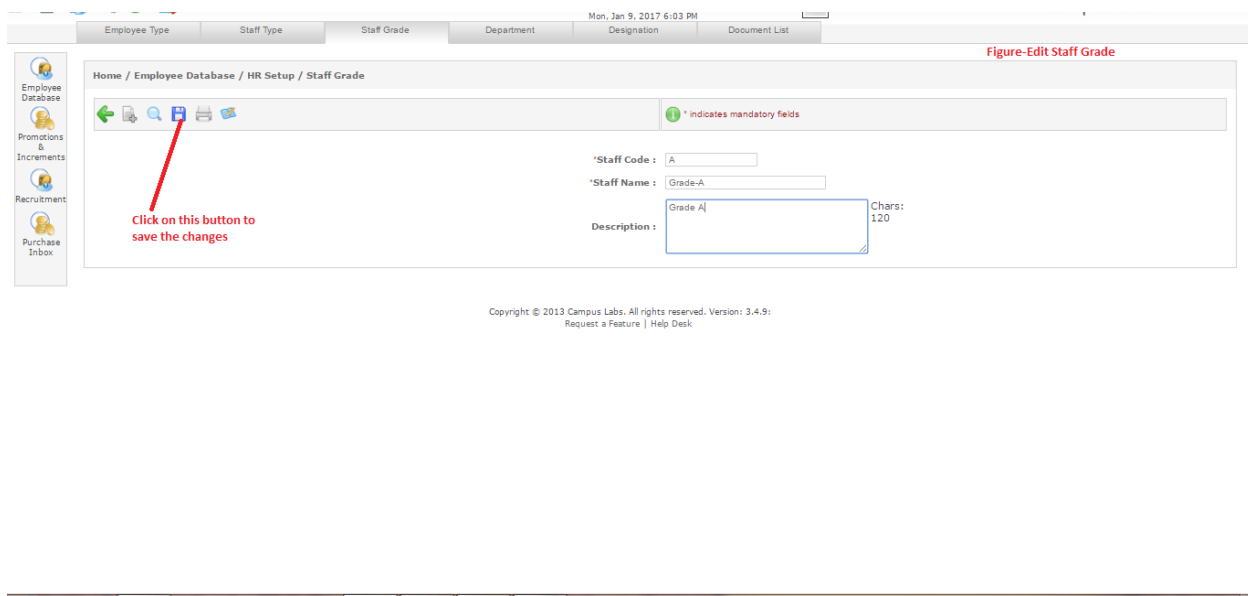 Mon, Jan 9, 2017 6:03 PM
Employee Type
Staff Type
Staff Grade
Department
Designation
Document List
Figure-Edit Staff Grade
Employee
Database
Promotions
&
Increments
Recruitment
Purchase
Inbox
Home / Employee Database / HR Setup / Staff Grade
* indicates mandatory fields
*Staff Code : A
*Staff Name : Grade-A
Description : Grade A
Chars:
120
Click on this button to
save the changes
Copyright © 2013 Campus Labs. All rights reserved. Version: 3.4.9:
Request a Feature | Help Desk